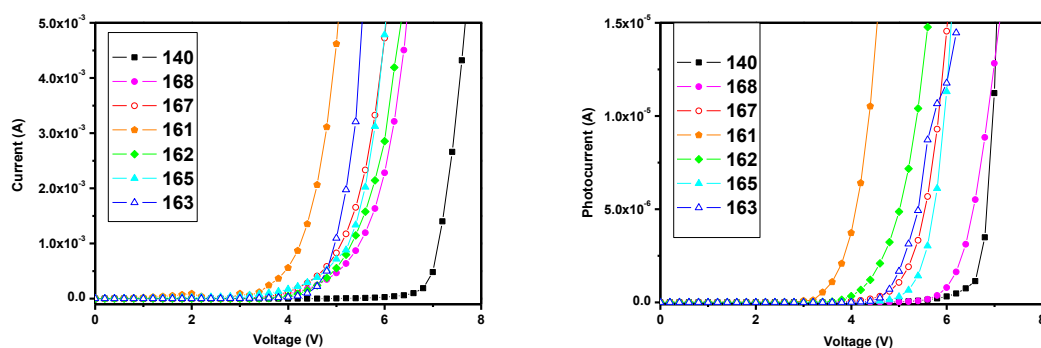 5.0x10⁻³
4.0x10⁻³
3.0x10⁻³
2.0x10⁻³
1.0x10⁻³
0.0
Current (A)
140
168
167
161
162
165
163
0 2 4 6 8
Voltage (V)
1.5x10⁻⁵
1.0x10⁻⁵
5.0x10⁻⁶
0.0
Photocurrent (A)
140
168
167
161
162
165
163
0 2 4 6 8
Voltage (V)